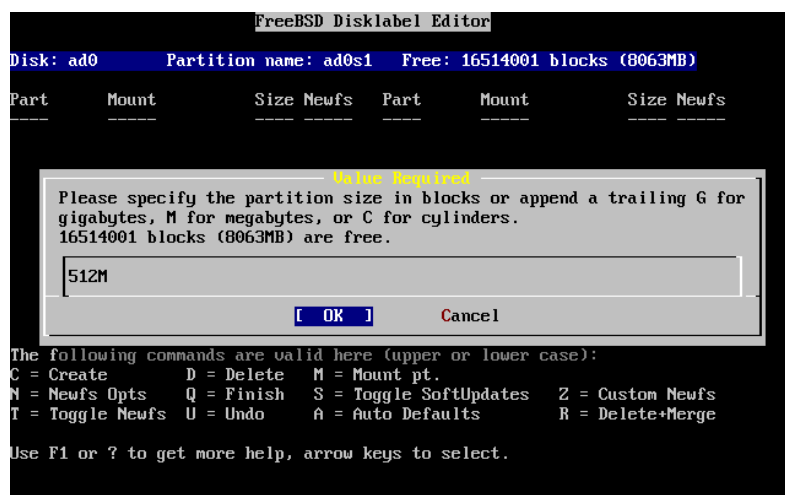 FreeBSD Disklabel Editor
Disk: ad0 Partition name: ad0s1 Free: 16514001 blocks (8063MB)
Part Mount Size Newfs Part Mount Size Newfs
---- ----- ---- ----- ---- ----- ---- -----
Value Required
Please specify the partition size in blocks or append a trailing G for
gigabytes, M for megabytes, or C for cylinders.
16514001 blocks (8063MB) are free.
512M
[ OK ] Cancel
The following commands are valid here (upper or lower case):
C = Create D = Delete M = Mount pt.
N = Newfs Opts Q = Finish S = Toggle SoftUpdates Z = Custom Newfs
T = Toggle Newfs U = Undo A = Auto Defaults R = Delete+Merge
Use F1 or ? to get more help, arrow keys to select.